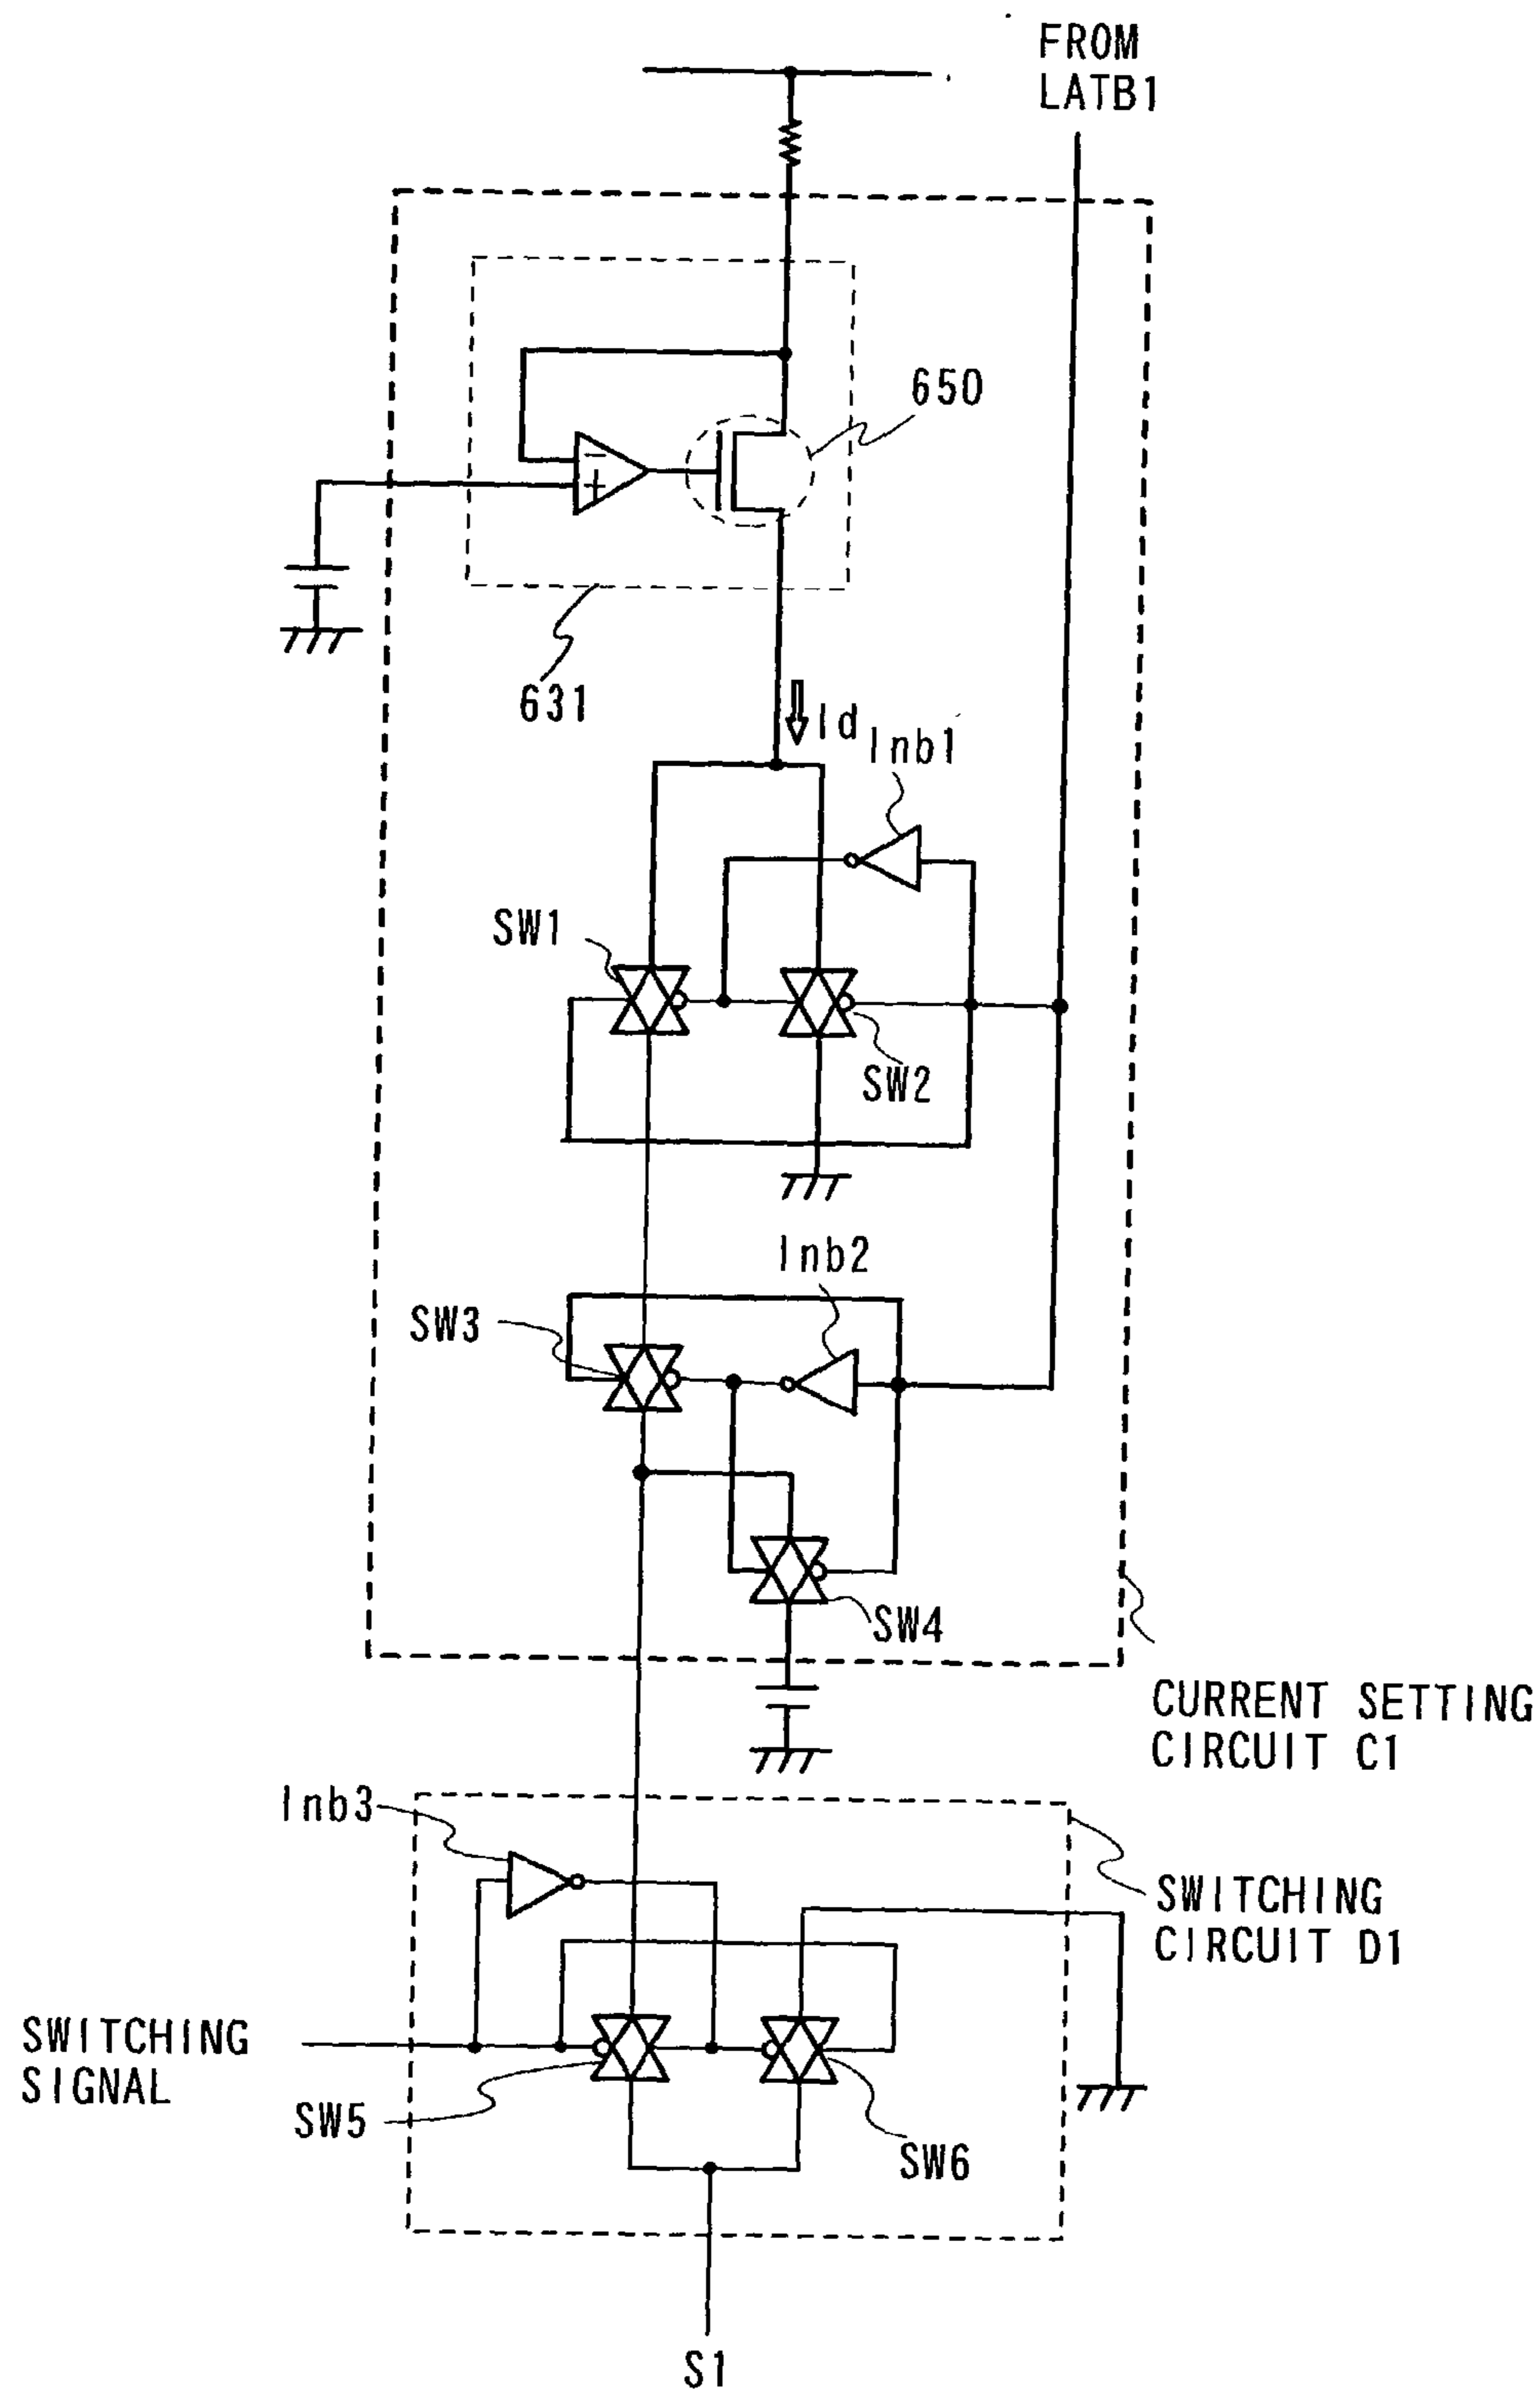 FROM
LATB1
650
631
Id
Inb1
SW1
SW2
Inb2
SW3
SW4
CURRENT SETTING
CIRCUIT C1
Inb3
SWITCHING
CIRCUIT D1
SWITCHING
SIGNAL
SW5
SW6
S1